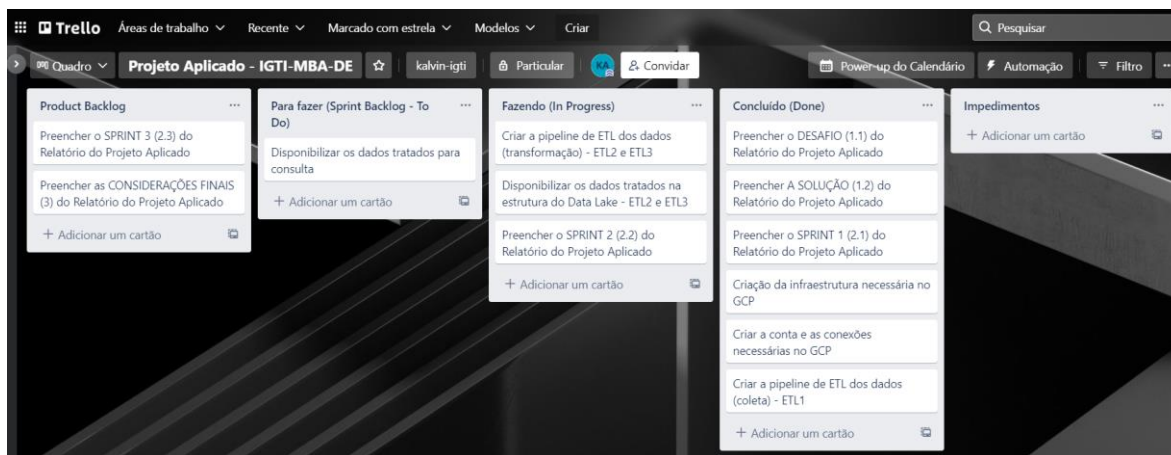 Trello
Áreas de trabalho
Recente
Marcado com estrela
Modelos
Criar
Pesquisar
Quadro
Projeto Aplicado - IGTI-MBA-DE
kalvin-igti
Particular
KA
Convidar
Power-up do Calendário
Automação
Filtro
Product Backlog
Preencher o SPRINT 3 (2.3) do
Relatório do Projeto Aplicado
Preencher as CONSIDERAÇÕES FINAIS
(3) do Relatório do Projeto Aplicado
+ Adicionar um cartão
Para fazer (Sprint Backlog - To
Do)
Disponibilizar os dados tratados para
consulta
+ Adicionar um cartão
Fazendo (In Progress)
Criar a pipeline de ETL dos dados
(transformação) - ETL2 e ETL3
Disponibilizar os dados tratados na
estrutura do Data Lake - ETL2 e ETL3
Preencher o SPRINT 2 (2.2) do
Relatório do Projeto Aplicado
+ Adicionar um cartão
Concluído (Done)
Preencher o DESAFIO (1.1) do
Relatório do Projeto Aplicado
Preencher A SOLUÇÃO (1.2) do
Relatório do Projeto Aplicado
Preencher o SPRINT 1 (2.1) do
Relatório do Projeto Aplicado
Criação da infraestrutura necessária no
GCP
Criar a conta e as conexões
necessárias no GCP
Criar a pipeline de ETL dos dados
(coleta) - ETL1
+ Adicionar um cartão
Impedimentos
+ Adicionar um cartão